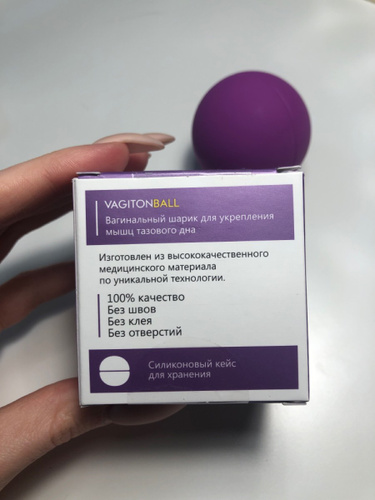 VAGITONBALL
Вагинальный шарик для укрепления
мышц тазового дна
Изготовлен из высококачественного
медицинского материала
по уникальной технологии.
100% качество
Без швов
Без клея
Без отверстий
Силиконовый кейс
для хранения